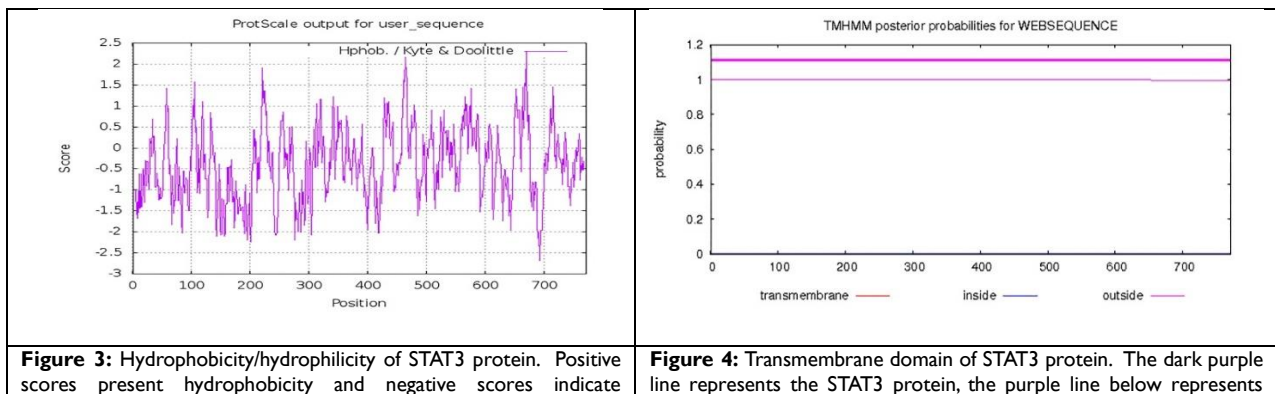 ProtScale output for user_sequence
Hphob. / Kyte & Doolittle
2.5
2
1.5
1
0.5
0
-0.5
-1
-1.5
-2
-2.5
-3
Score
0 100 200 300 400 500 600 700
Position
TMHMM posterior probabilities for WEBSEQUENCE
1.2
1
0.8
0.6
0.4
0.2
0
probability
0 100 200 300 400 500 600 700
transmembrane inside outside
Figure 3: Hydrophobicity/hydrophilicity of STAT3 protein. Positive
scores present hydrophobicity and negative scores indicate
Figure 4: Transmembrane domain of STAT3 protein. The dark purple
line represents the STAT3 protein, the purple line below represents